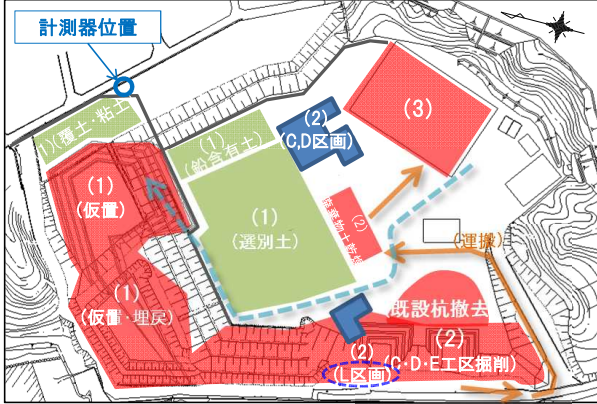 計測器位置
(1)(覆土・粘土)
(1)
(鉛含有土)
(2)
(C,D区画)
(3)
(1)
(仮置)
(1)
(選別土)
(2)
(運搬)
(1)
(仮置・埋戻)
既設杭撤去
(2)
(L区画)
(2)
(C・D・E工区掘削)